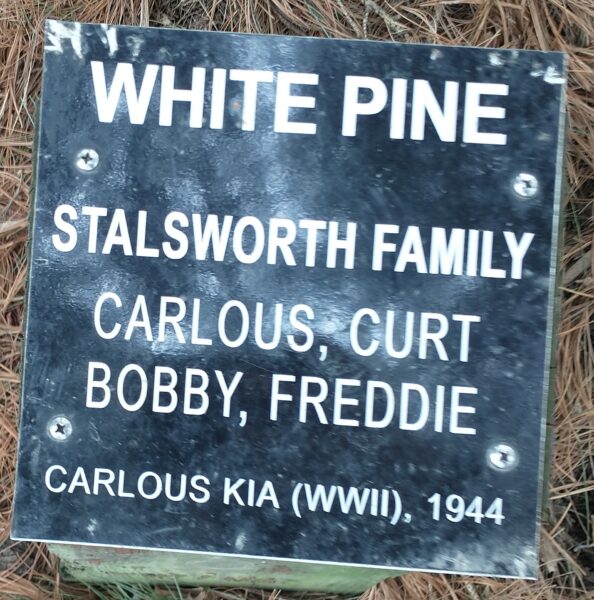 WHITE PINE
STALSWORTH FAMILY
CARLOUS, CURT
BOBBY, FREDDIE
CARLOUS KIA (WWII), 1944